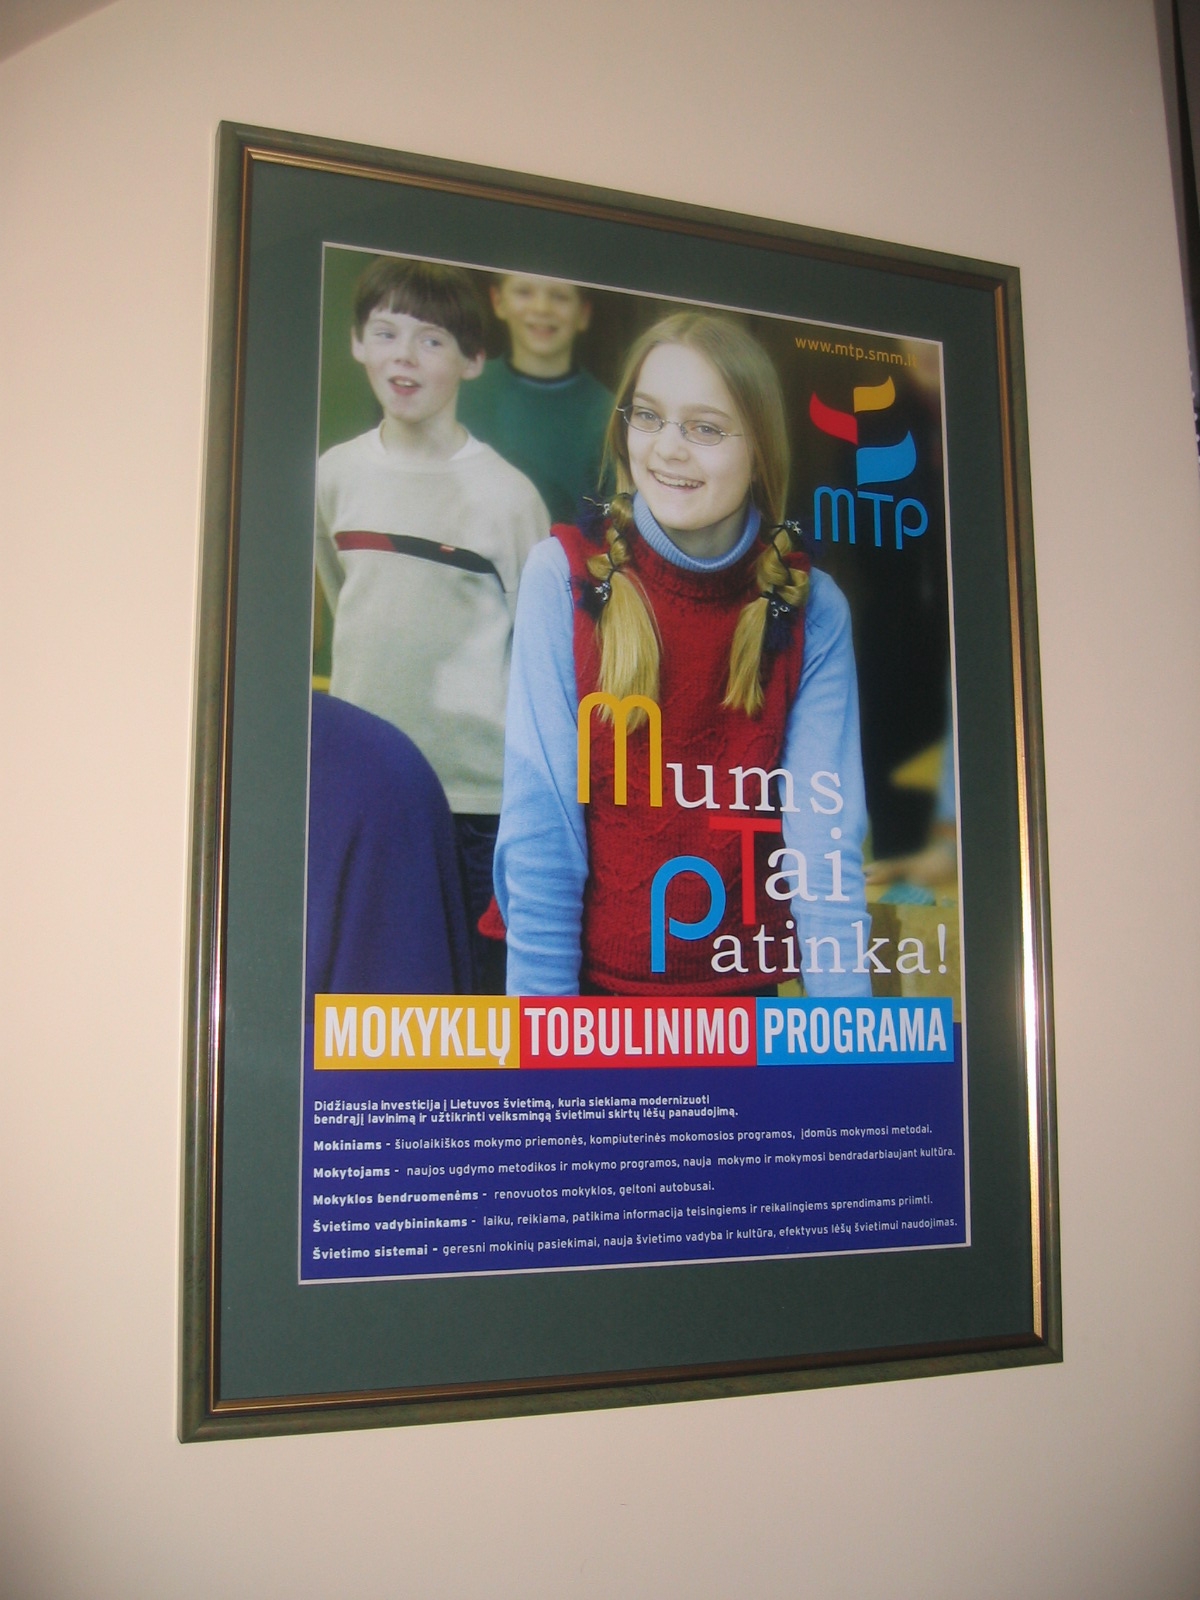 www.mtp.smm.lt
MTP
Mums
Tai
Patinka!
MOKYKLŲ TOBULINIMO PROGRAMA
Didžiausia investicija į Lietuvos švietimą, kuria siekiama modernizuoti
bendrąjį lavinimą ir užtikrinti veiksmingą švietimui skirtų lėšų panaudojimą.
Mokiniams - šiuolaikiškos mokymo priemonės, kompiuterinės mokomosios programos, įdomūs mokymosi metodai.
Mokytojams - naujos ugdymo metodikos ir mokymo programos, nauja mokymo ir mokymosi bendradarbiaujant kultūra.
Mokyklos bendruomenėms - renovuotos mokyklos, geltoni autobusai.
Švietimo vadybininkams - laiku, reikiama, patikima informacija teisingiems ir reikalingiems sprendimams priimti.
Švietimo sistemai - geresni mokinių pasiekimai, nauja švietimo vadyba ir kultūra, efektyvus lėšų švietimui naudojimas.